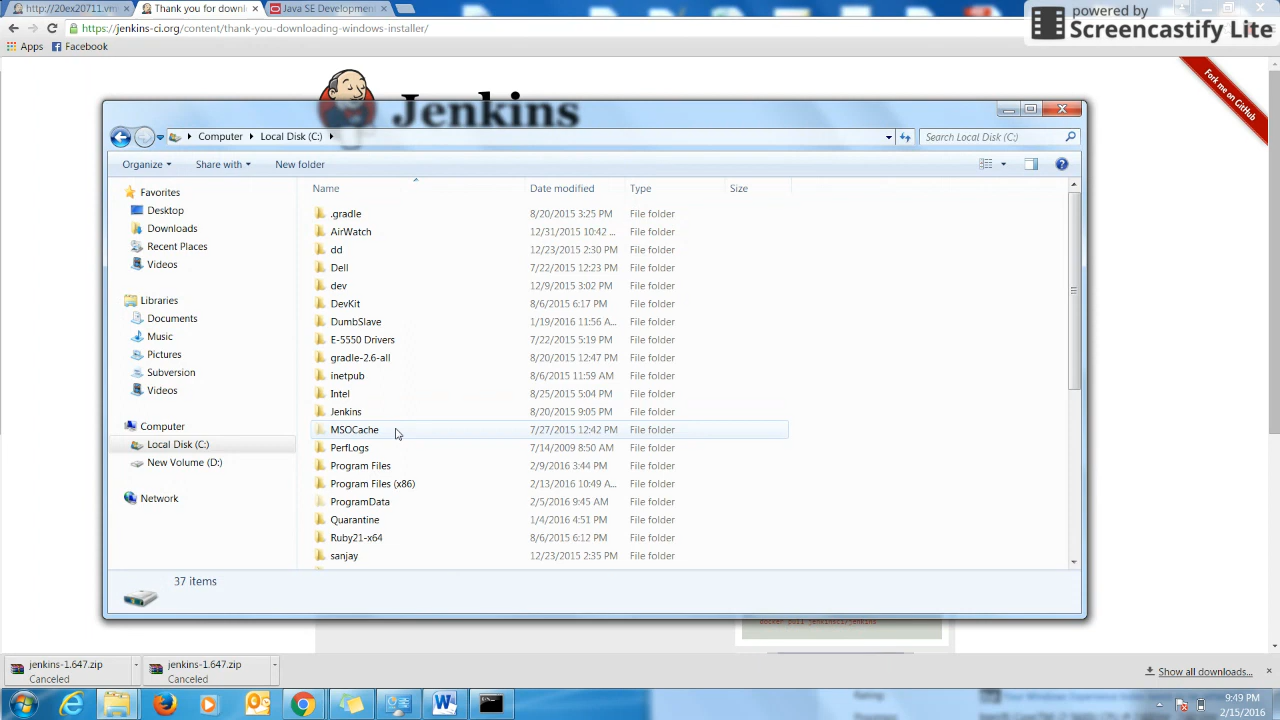 http://20ex20711.vm
Thank you for downl
Java SE Development
powered by
Screencastify Lite
https://jenkins-ci.org/content/thank-you-downloading-windows-installer/
Apps
Facebook
Fork me on GitHub
Jenkins
Computer
Local Disk (C:)
Search Local Disk (C:)
Organize
Share with
New folder
Name
Date modified
Type
Size
Favorites
Desktop
Downloads
Recent Places
Videos
Libraries
Documents
Music
Pictures
Subversion
Videos
Computer
Local Disk (C:)
New Volume (D:)
Network
.gradle 8/20/2015 3:25 PM File folder
AirWatch 12/31/2015 10:42 ... File folder
dd 12/23/2015 2:30 PM File folder
Dell 7/22/2015 12:23 PM File folder
dev 12/9/2015 3:02 PM File folder
DevKit 8/6/2015 6:17 PM File folder
DumbSlave 1/19/2016 11:56 A... File folder
E-5550 Drivers 7/22/2015 5:19 PM File folder
gradle-2.6-all 8/20/2015 12:47 PM File folder
inetpub 8/6/2015 11:59 AM File folder
Intel 8/25/2015 5:04 PM File folder
Jenkins 8/20/2015 9:05 PM File folder
MSOCache 7/27/2015 12:42 PM File folder
PerfLogs 7/14/2009 8:50 AM File folder
Program Files 2/9/2016 3:44 PM File folder
Program Files (x86) 2/13/2016 10:49 A... File folder
ProgramData 2/5/2016 9:45 AM File folder
Quarantine 1/4/2016 4:51 PM File folder
Ruby21-x64 8/6/2015 6:12 PM File folder
sanjay 12/23/2015 2:35 PM File folder
37 items
docker pull jenkinsci/jenkins
jenkins-1.647.zip
Canceled
jenkins-1.647.zip
Canceled
Show all downloads...
9:49 PM
2/15/2016